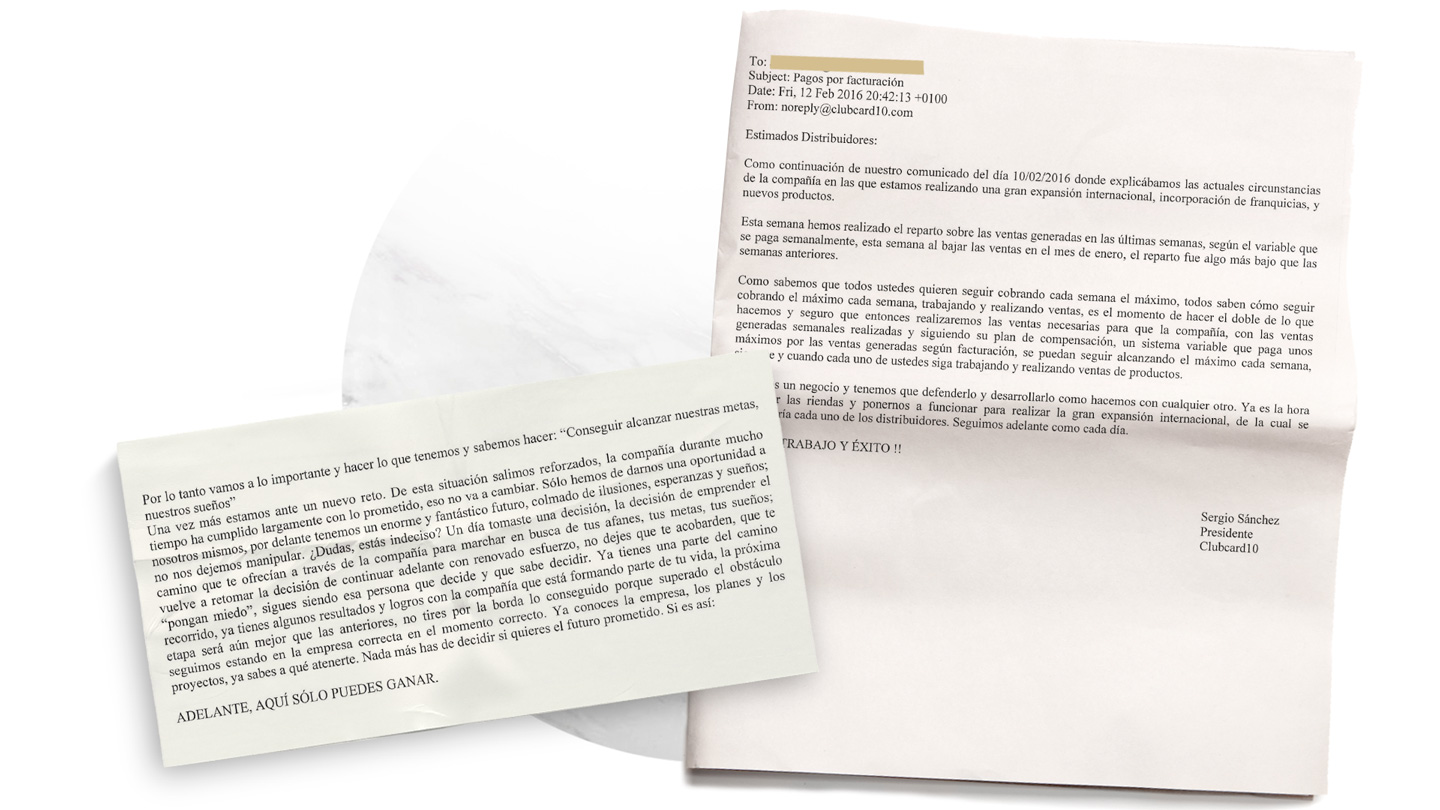 To:
Subject: Pagos por facturación
Date: Fri, 12 Feb 2016 20:42:13 +0100
From: noreply@clubcard10.com
Estimados Distribuidores:
Como continuación de nuestro comunicado del día 10/02/2016 donde explicábamos las actuales circunstancias
de la compañía en las que estamos realizando una gran expansión internacional, incorporación de franquicias, y
nuevos productos.
Esta semana hemos realizado el reparto sobre las ventas generadas en las últimas semanas, según el variable que
se paga semanalmente, esta semana al bajar las ventas en el mes de enero, el reparto fue algo más bajo que las
semanas anteriores.
Como sabemos que todos ustedes quieren seguir cobrando cada semana el máximo, todos saben cómo seguir
cobrando el máximo cada semana, trabajando y realizando ventas, es el momento de hacer el doble de lo que
hacemos y seguro que entonces realizaremos las ventas necesarias para que la compañía, con las ventas
generadas semanales realizadas y siguiendo su plan de compensación, un sistema variable que paga unos
máximos por las ventas generadas según facturación, se puedan seguir alcanzando el máximo cada semana,
y cuando cada uno de ustedes siga trabajando y realizando ventas de productos.
un negocio y tenemos que defenderlo y desarrollarlo como hacemos con cualquier otro. Ya es la hora
las riendas y ponernos a funcionar para realizar la gran expansión internacional, de la cual se
cada uno de los distribuidores. Seguimos adelante como cada día.
TRABAJO Y ÉXITO !!
Sergio Sánchez
Presidente
Clubcard10
Por lo tanto vamos a lo importante y hacer lo que tenemos y sabemos hacer: “Conseguir alcanzar nuestras metas,
nuestros sueños”
Una vez más estamos ante un nuevo reto. De esta situación salimos reforzados, la compañía durante mucho
tiempo ha cumplido largamente con lo prometido, eso no va a cambiar. Sólo hemos de darnos una oportunidad a
nosotros mismos, por delante tenemos un enorme y fantástico futuro, colmado de ilusiones, esperanzas y sueños;
no nos dejemos manipular. ¿Dudas, estás indeciso? Un día tomaste una decisión, la decisión de emprender el
camino que te ofrecían a través de la compañía para marchar en busca de tus afanes, tus metas, tus sueños;
vuelve a retomar la decisión de continuar adelante con renovado esfuerzo, no dejes que te acobarden, que te
“pongan miedo”, sigues siendo esa persona que decide y que sabe decidir. Ya tienes una parte del camino
recorrido, ya tienes algunos resultados y logros con la compañía que está formando parte de tu vida, la próxima
etapa será aún mejor que las anteriores, no tires por la borda lo conseguido porque superado el obstáculo
seguimos estando en la empresa correcta en el momento correcto. Ya conoces la empresa, los planes y los
proyectos, ya sabes a qué atenerte. Nada más has de decidir si quieres el futuro prometido. Si es así:
ADELANTE, AQUÍ SÓLO PUEDES GANAR.